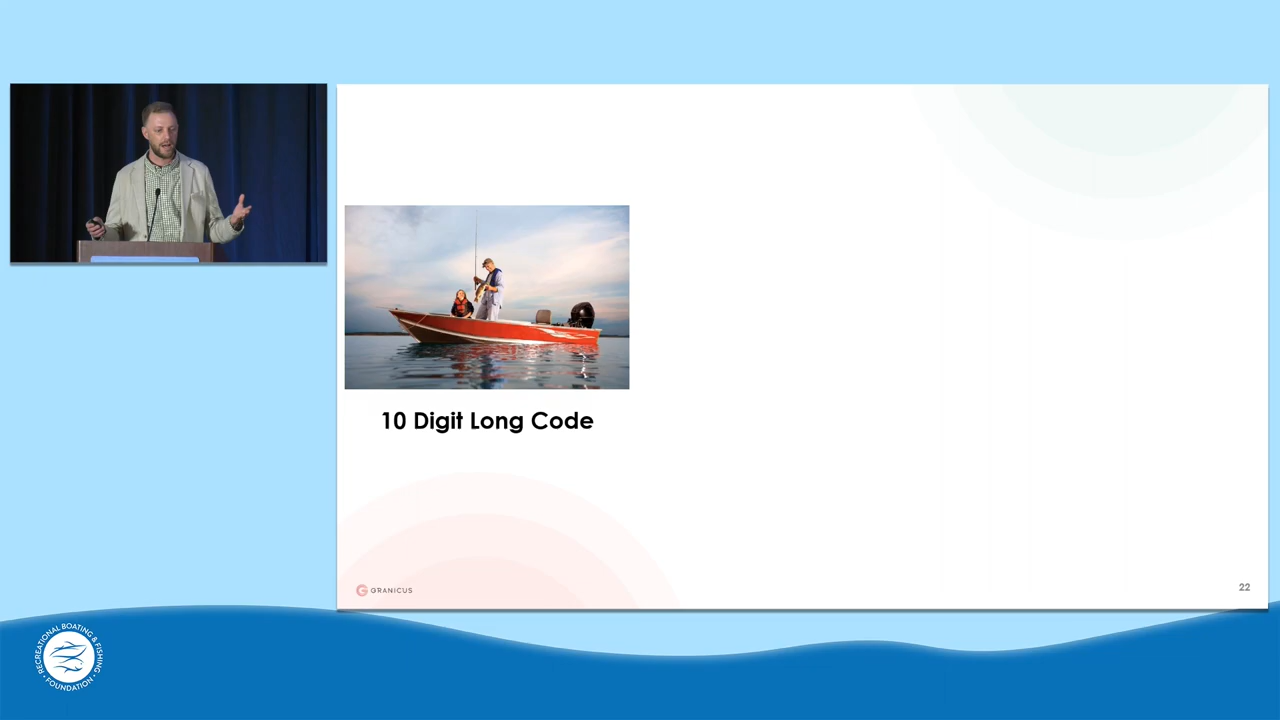 10 Digit Long Code
GRANICUS
22
RECREATIONAL BOATING & FISHING
FOUNDATION